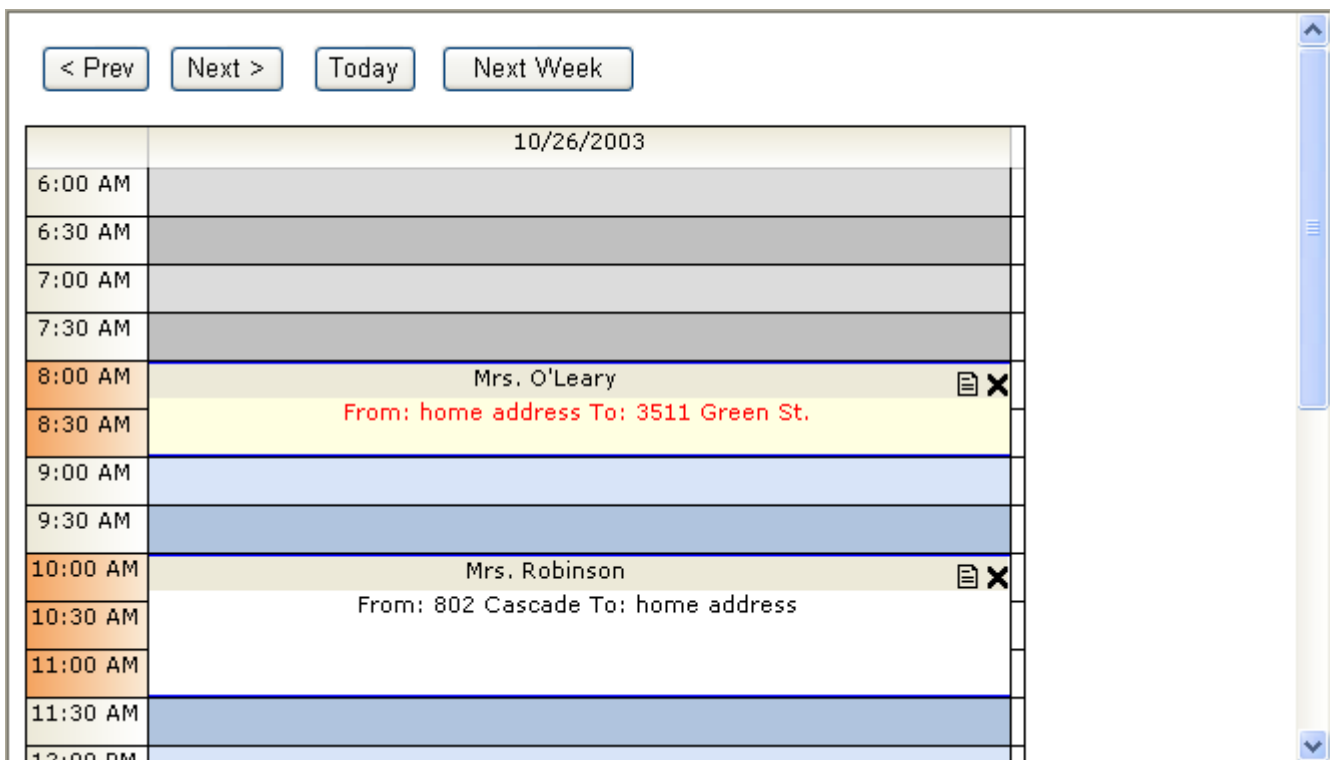 < Prev Next > Today Next Week
10/26/2003
6:00 AM
6:30 AM
7:00 AM
7:30 AM
8:00 AM Mrs. O'Leary
From: home address To: 3511 Green St.
8:30 AM
9:00 AM
9:30 AM
10:00 AM Mrs. Robinson
From: 802 Cascade To: home address
10:30 AM
11:00 AM
11:30 AM
12:00 PM